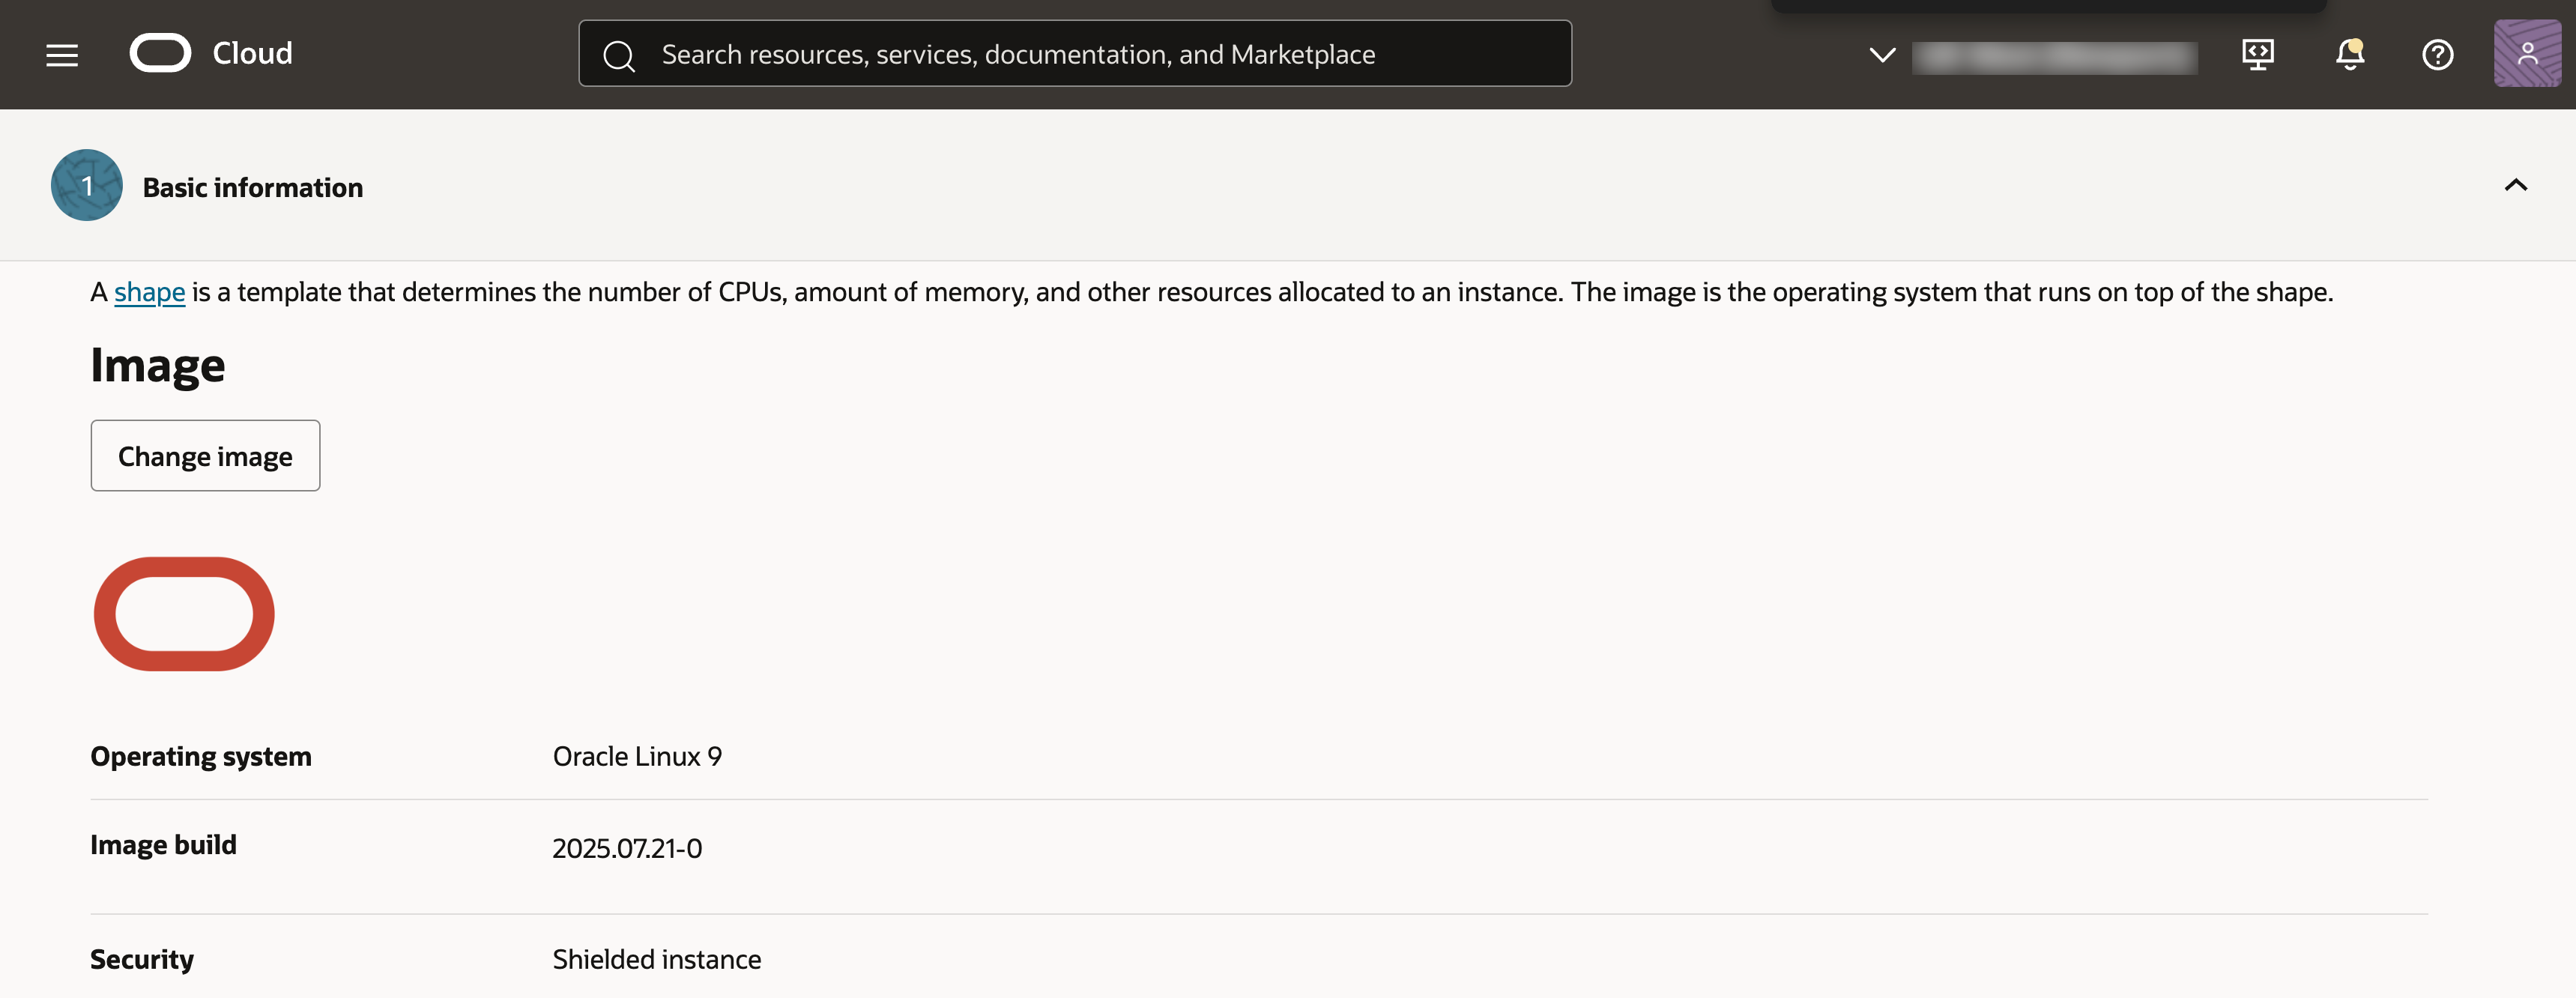 Cloud
Search resources, services, documentation, and Marketplace
1
Basic information
A shape is a template that determines the number of CPUs, amount of memory, and other resources allocated to an instance. The image is the operating system that runs on top of the shape.
Image
Change image
Operating system Oracle Linux 9
Image build 2025.07.21-0
Security Shielded instance